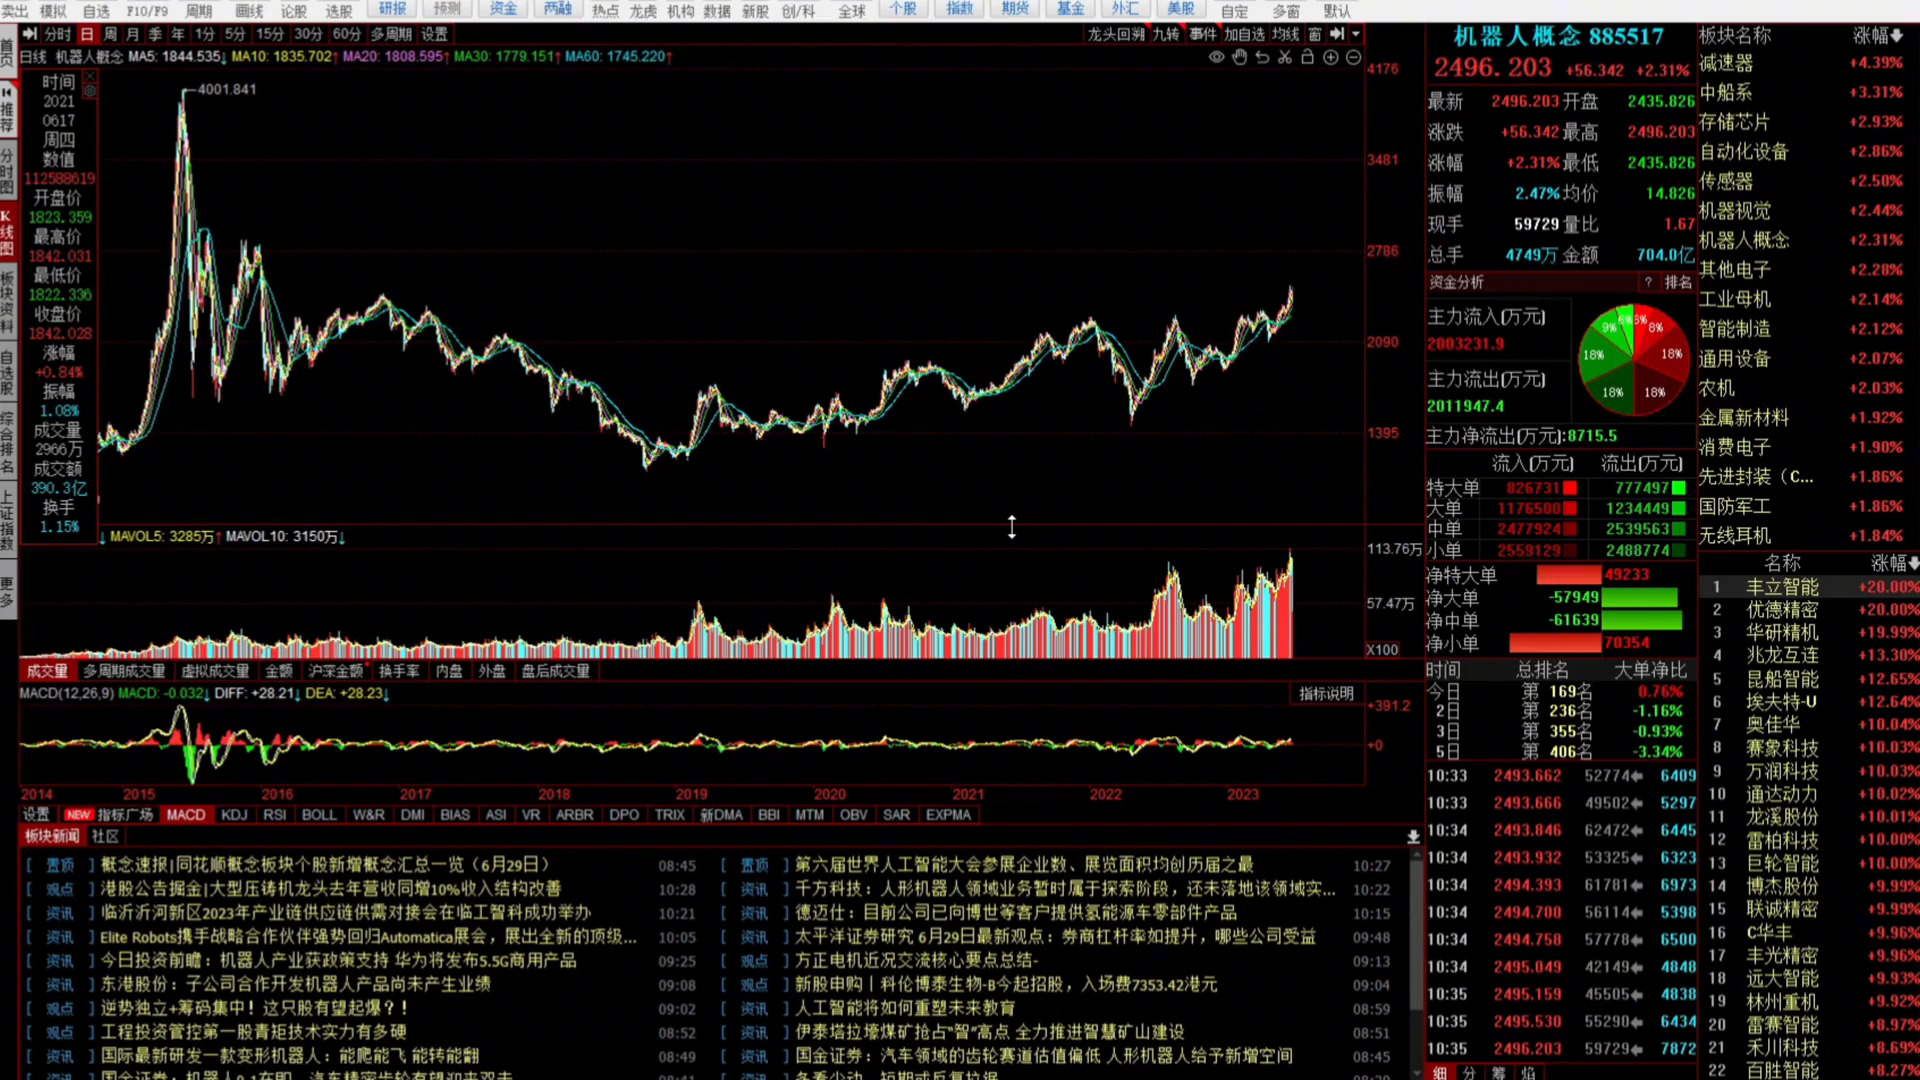 卖出 模拟 自选 F10/F9 周期 画线 论股 选股 研报 预测 资金 两融 热点 龙虎 机构 数据 新股 创/科 全球 个股 指数 期货 基金 外汇 美股 自定 多窗 默认
分时 日 周 月 季 年 1分 5分 15分 30分 60分 多周期 设置 龙头回溯 九转 事件 加自选 均线 窗
日线 机器人概念 MA5: 1844.535↓ MA10: 1835.702↑ MA20: 1808.595↑ MA30: 1779.151↑ MA60: 1745.220↑
首页
推荐
分时图
K线图
板块资料
自选股
综合排名
上证指数
更多
时间
2021
0617
周四
数值
112588619
开盘价
1823.359
最高价
1842.031
最低价
1822.336
收盘价
1842.028
涨幅
+0.84%
振幅
1.08%
成交量
2966万
成交额
390.3亿
换手
1.15%
4001.841
4176
3481
2786
2090
1395
↓ MAVOL5: 3285万↑ MAVOL10: 3150万↓
113.76万
57.47万
X100
成交量 多周期成交量 虚拟成交量 金额 沪深金额 换手率 内盘 外盘 盘后成交量
MACD(12,26,9) MACD: -0.032↓ DIFF: +28.21↓ DEA: +28.23↓ 指标说明
+391.2
+0
2014 2015 2016 2017 2018 2019 2020 2021 2022 2023
设置 NEW 指标广场 MACD KDJ RSI BOLL W&R DMI BIAS ASI VR ARBR DPO TRIX 新DMA BBI MTM OBV SAR EXPMA
板块新闻 社区
[ 置顶 ] 概念速报|同花顺概念板块个股新增概念汇总一览（6月29日） 08:45
[ 观点 ] 港股公告掘金|大型压铸机龙头去年营收同增10%收入结构改善 10:28
[ 资讯 ] 临沂沂河新区2023年产业链供应链供需对接会在临工智科成功举办 10:21
[ 资讯 ] Elite Robots携手战略合作伙伴强势回归Automatica展会，展出全新的顶级... 10:05
[ 资讯 ] 今日投资前瞻：机器人产业获政策支持 华为将发布5.5G商用产品 09:25
[ 资讯 ] 东港股份：子公司合作开发机器人产品尚未产生业绩 09:08
[ 观点 ] 逆势独立+筹码集中！这只股有望起爆？！ 09:02
[ 观点 ] 工程投资管控第一股青矩技术实力有多硬 08:52
[ 资讯 ] 国际最新研发一款变形机器人：能爬能飞 能转能翻 08:49
[ 置顶 ] 第六届世界人工智能大会参展企业数、展览面积均创历届之最 10:27
[ 资讯 ] 千方科技：人形机器人领域业务暂时属于探索阶段，还未落地该领域实... 10:22
[ 资讯 ] 德迈仕：目前公司已向博世等客户提供氢能源车零部件产品 10:15
[ 资讯 ] 太平洋证券研究 6月29日最新观点：券商杠杆率如提升，哪些公司受益 09:48
[ 观点 ] 方正电机近况交流核心要点总结- 09:13
[ 观点 ] 新股申购丨科伦博泰生物-B今起招股，入场费7353.42港元 09:04
[ 资讯 ] 人工智能将如何重塑未来教育 08:59
[ 资讯 ] 伊泰塔拉壕煤矿抢占“智”高点 全力推进智慧矿山建设 08:51
[ 资讯 ] 国金证券：汽车领域的齿轮赛道估值偏低 人形机器人给予新增空间 08:45
机器人概念 885517
2496.203 +56.342 +2.31%
最新 2496.203 开盘 2435.826
涨跌 +56.342 最高 2496.203
涨幅 +2.31% 最低 2435.826
振幅 2.47% 均价 14.826
现手 59729 量比 1.67
总手 4749万 金额 704.0亿
资金分析 ? 排名
主力流入(万元)
2003231.9
主力流出(万元)
2011947.4
9% 6% 6% 8%
18% 18%
18% 18%
主力净流出(万元):8715.5
流入(万元) 流出(万元)
特大单 826731 777497
大单 1176500 1234449
中单 2477924 2539563
小单 2559129 2488774
净特大单 49233
净大单 -57949
净中单 -61639
净小单 70354
时间 总排名 大单净比
今日 第 169名 0.76%
2日 第 236名 -1.16%
3日 第 355名 -0.93%
5日 第 406名 -3.34%
10:33 2493.662 52774 6409
10:33 2493.666 49502 5297
10:34 2493.846 62472 6445
10:34 2493.932 53325 6323
10:34 2494.393 61781 6973
10:34 2494.700 56114 5398
10:34 2494.758 57778 6500
10:34 2495.049 42149 4848
10:35 2495.159 45505 4838
10:35 2495.530 55290 6434
10:35 2496.203 59729 7872
细 分 筹 焰
板块名称 涨幅
减速器 +4.39%
中船系 +3.31%
存储芯片 +2.93%
自动化设备 +2.86%
传感器 +2.50%
机器视觉 +2.44%
机器人概念 +2.31%
其他电子 +2.28%
工业母机 +2.14%
智能制造 +2.12%
通用设备 +2.07%
农机 +2.03%
金属新材料 +1.92%
消费电子 +1.90%
先进封装（C... +1.86%
国防军工 +1.86%
无线耳机 +1.84%
名称 涨幅
1 丰立智能 +20.00%
2 优德精密 +20.00%
3 华研精机 +19.99%
4 兆龙互连 +13.30%
5 昆船智能 +12.65%
6 埃夫特-U +12.64%
7 奥佳华 +10.04%
8 赛象科技 +10.03%
9 万润科技 +10.03%
10 通达动力 +10.02%
11 龙溪股份 +10.01%
12 雷柏科技 +10.00%
13 巨轮智能 +10.00%
14 博杰股份 +9.99%
15 联诚精密 +9.99%
16 C华丰 +9.96%
17 丰光精密 +9.96%
18 远大智能 +9.93%
19 林州重机 +9.92%
20 雷赛智能 +8.97%
21 禾川科技 +8.69%
22 百胜智能 +8.27%